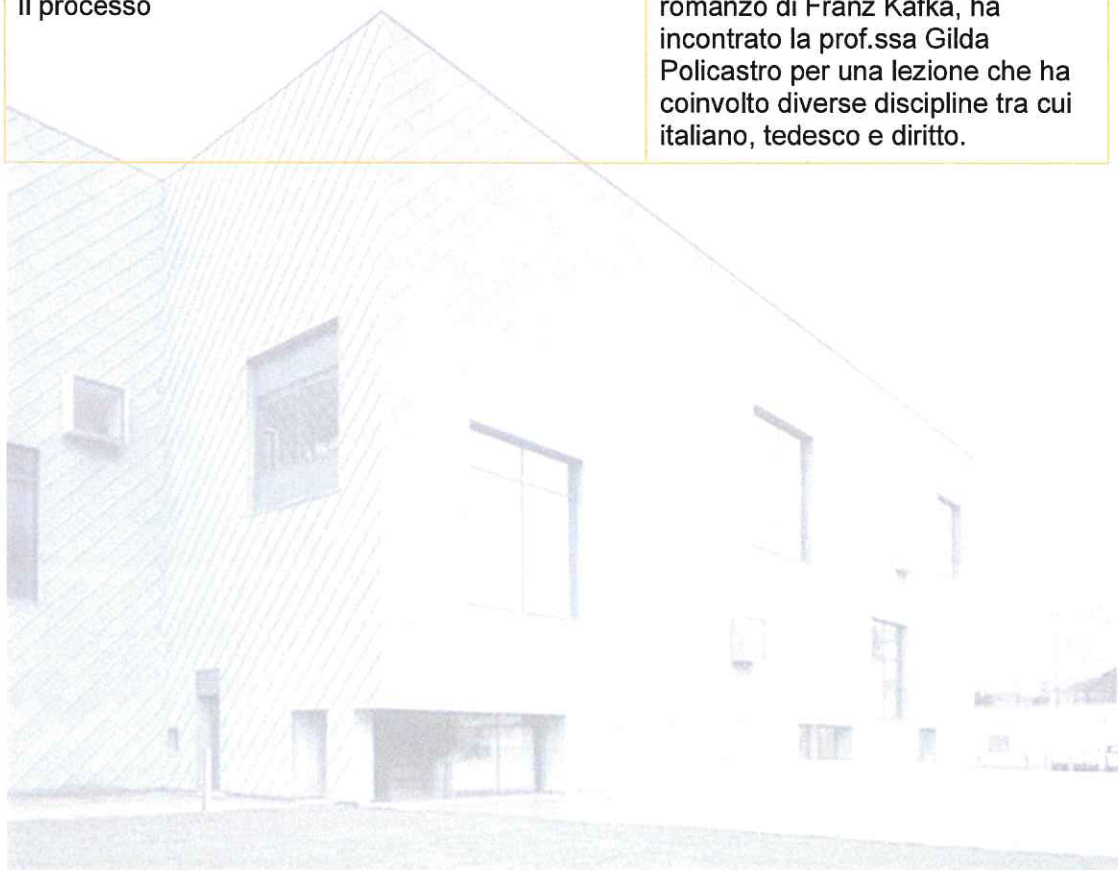 Il processo
romanzo di Franz Kafka, ha
incontrato la prof.ssa Gilda
Policastro per una lezione che ha
coinvolto diverse discipline tra cui
italiano, tedesco e diritto.